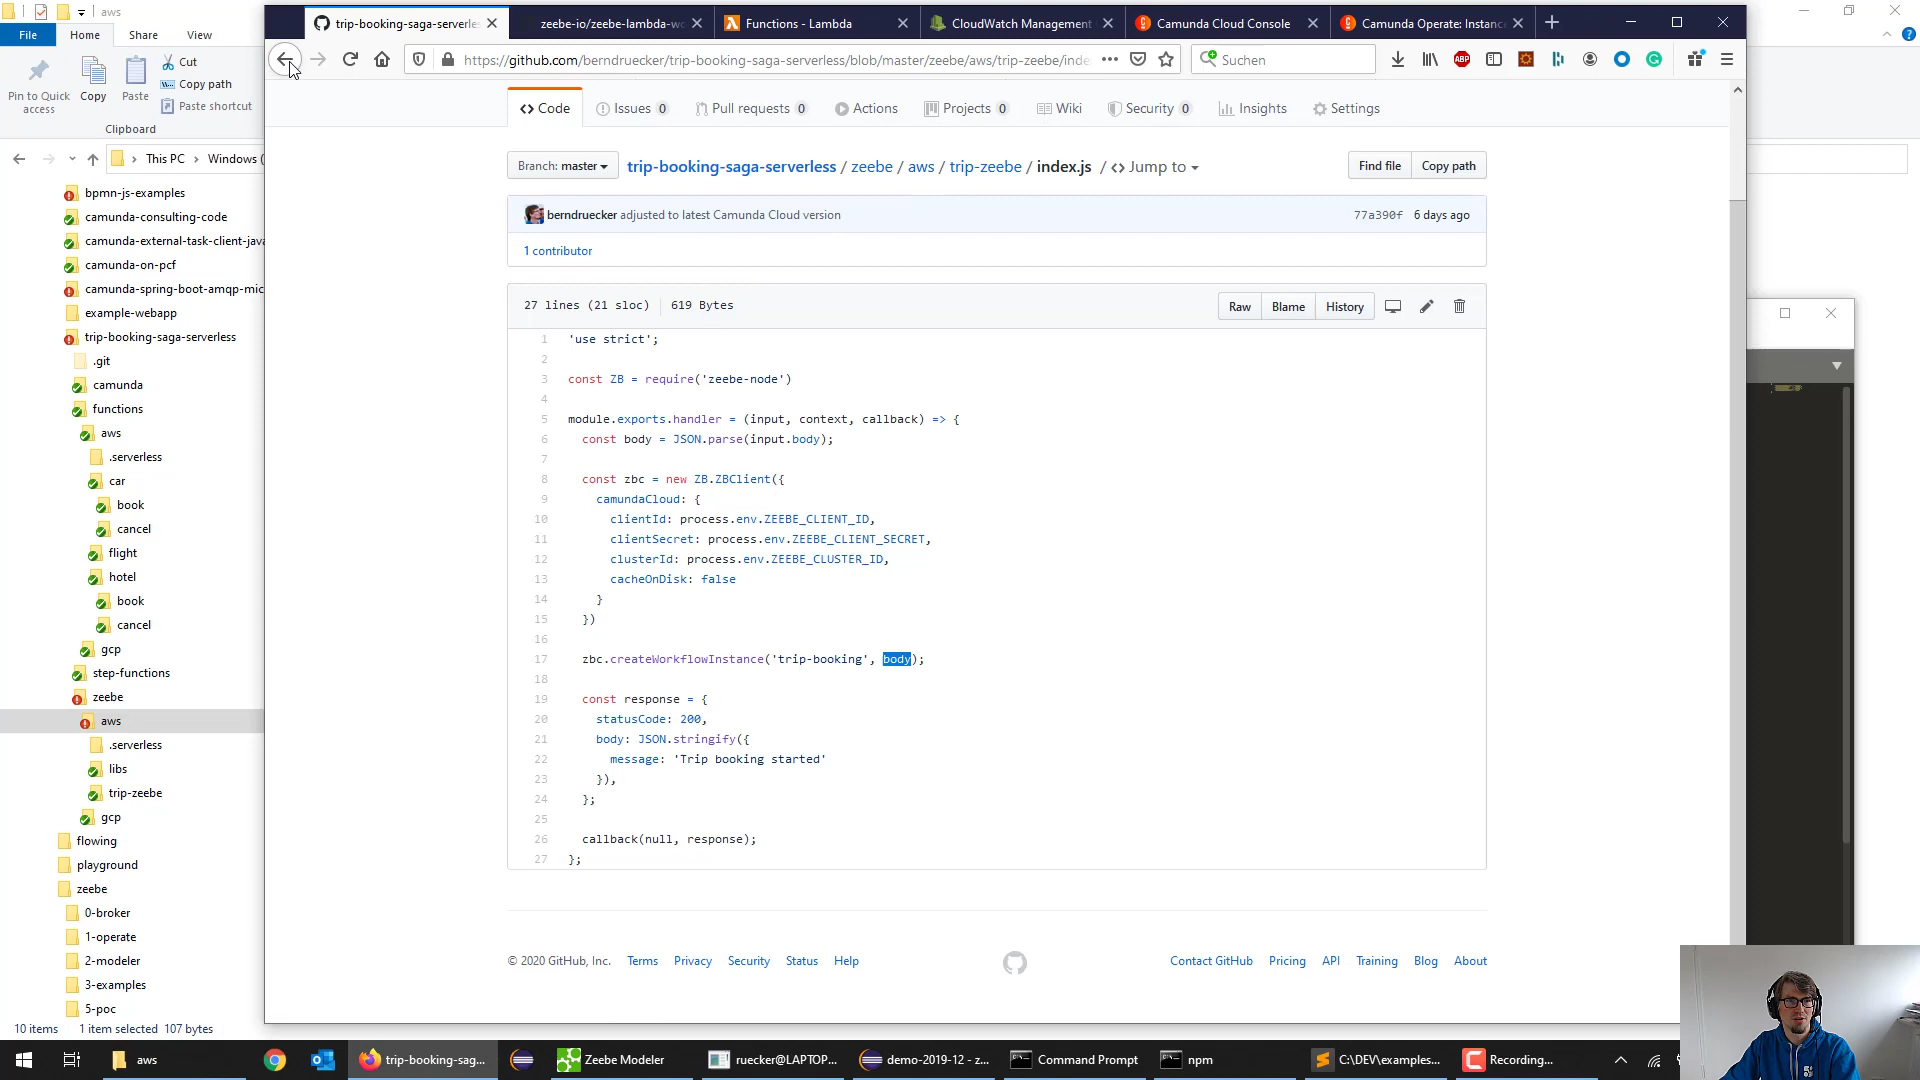 File Home Share View
Pin to Quick access
Copy
Paste
Cut
Copy path
Paste shortcut
Clipboard
This PC > Windows (
bpmn-js-examples
camunda-consulting-code
camunda-external-task-client-java
camunda-on-pcf
camunda-spring-boot-amqp-mic
example-webapp
trip-booking-saga-serverless
.git
camunda
functions
aws
.serverless
car
book
cancel
flight
hotel
book
cancel
gcp
step-functions
zeebe
aws
.serverless
libs
trip-zeebe
gcp
flowing
playground
zeebe
0-broker
1-operate
2-modeler
3-examples
5-poc
10 items 1 item selected 107 bytes
trip-booking-saga-serverles
zeebe-io/zeebe-lambda-wo
Functions - Lambda
CloudWatch Management
Camunda Cloud Console
Camunda Operate: Instanc
https://github.com/berndruecker/trip-booking-saga-serverless/blob/master/zeebe/aws/trip-zeebe/inde
Suchen
ABP
Code Issues 0 Pull requests 0 Actions Projects 0 Wiki Security 0 Insights Settings
Branch: master trip-booking-saga-serverless / zeebe / aws / trip-zeebe / index.js / <> Jump to Find file Copy path
berndruecker adjusted to latest Camunda Cloud version 77a390f 6 days ago
1 contributor
27 lines (21 sloc) 619 Bytes Raw Blame History
1 'use strict';
2
3 const ZB = require('zeebe-node')
4
5 module.exports.handler = (input, context, callback) => {
6 const body = JSON.parse(input.body);
7
8 const zbc = new ZB.ZBClient({
9 camundaCloud: {
10 clientId: process.env.ZEEBE_CLIENT_ID,
11 clientSecret: process.env.ZEEBE_CLIENT_SECRET,
12 clusterId: process.env.ZEEBE_CLUSTER_ID,
13 cacheOnDisk: false
14 }
15 })
16
17 zbc.createWorkflowInstance('trip-booking', body);
18
19 const response = {
20 statusCode: 200,
21 body: JSON.stringify({
22 message: 'Trip booking started'
23 }),
24 };
25
26 callback(null, response);
27 };
© 2020 GitHub, Inc. Terms Privacy Security Status Help Contact GitHub Pricing API Training Blog About
aws
trip-booking-sag...
Zeebe Modeler
ruecker@LAPTOP...
demo-2019-12 - z...
Command Prompt
npm
C:\DEV\examples...
Recording...